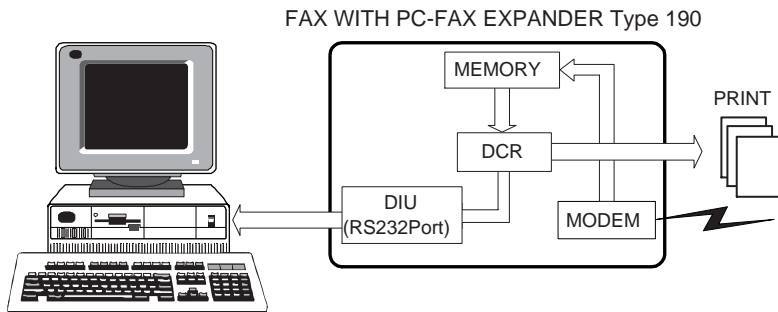 FAX WITH PC-FAX EXPANDER Type 190
MEMORY
PRINT
DCR
DIU
(RS232Port)
MODEM